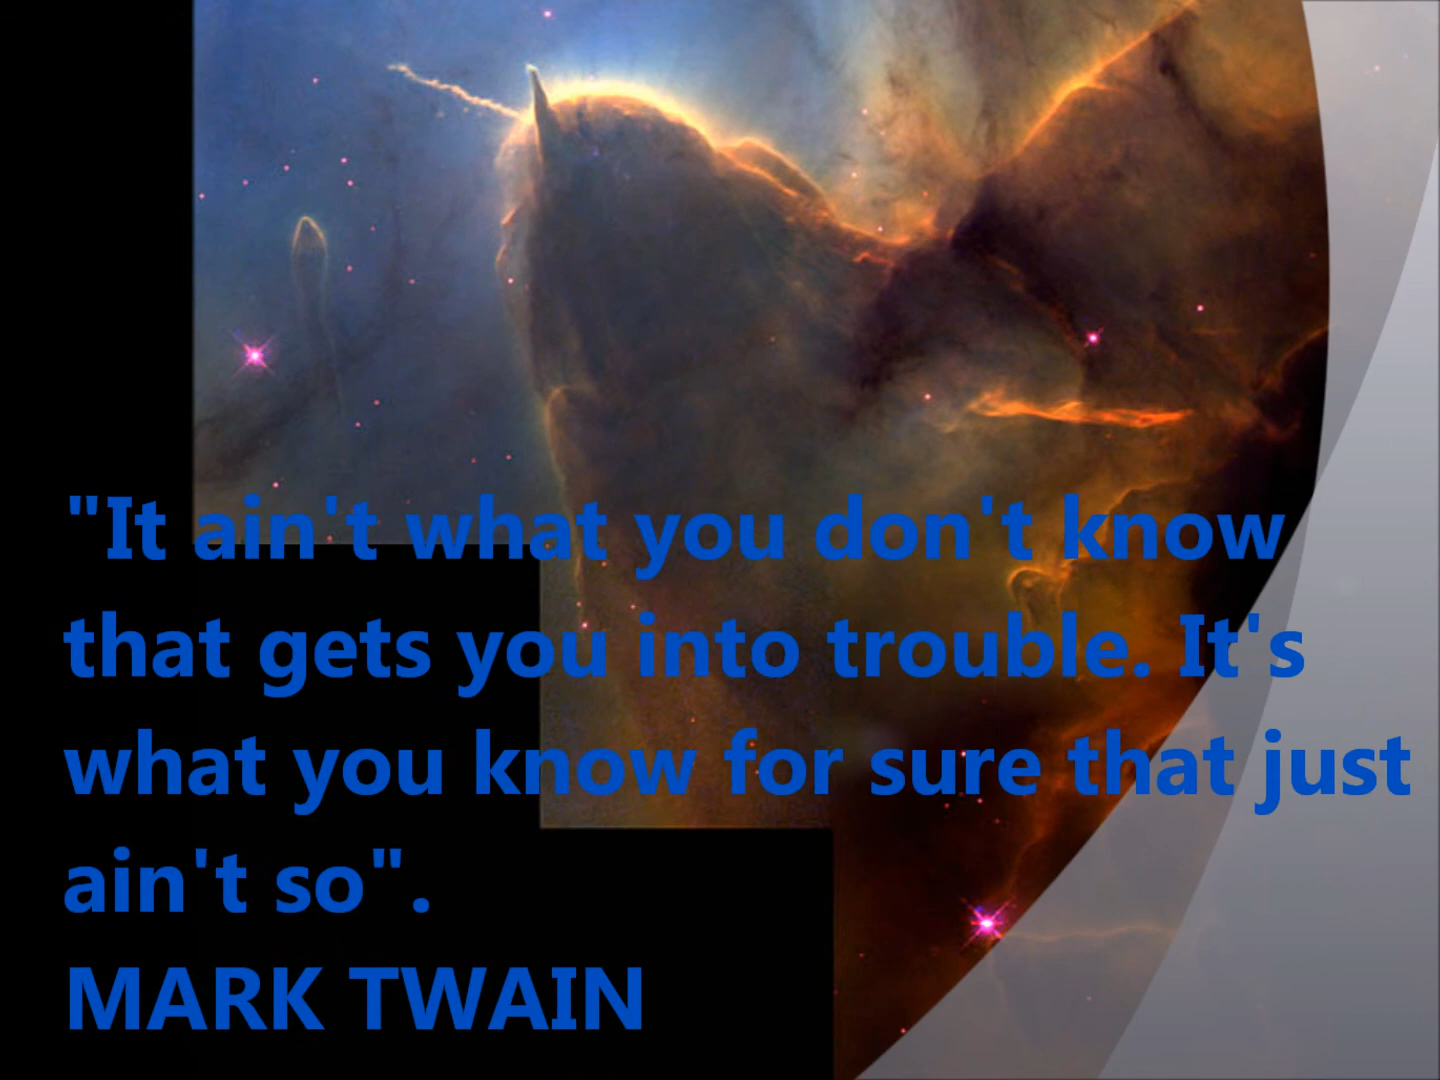 "It ain't what you don't know
that gets you into trouble. It's
what you know for sure that just
ain't so".
MARK TWAIN